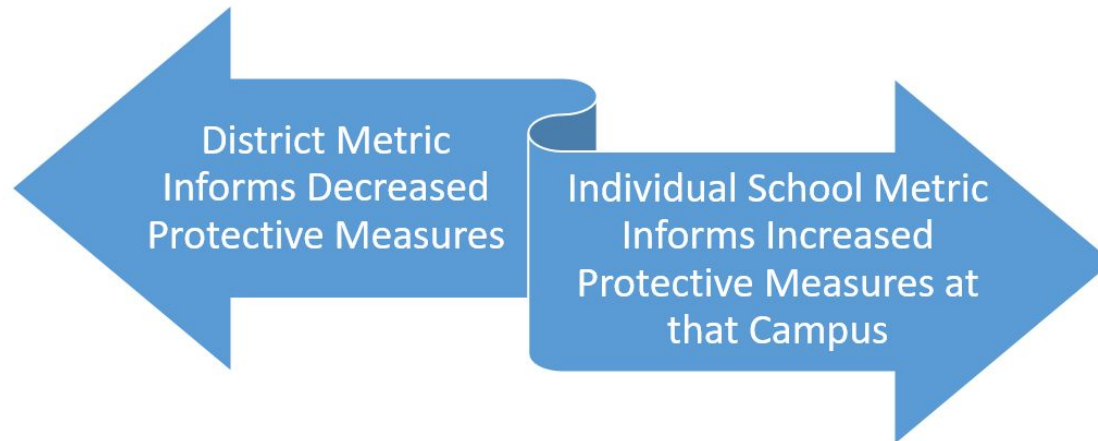 District Metric
Informs Decreased
Protective Measures
Individual School Metric
Informs Increased
Protective Measures at
that Campus